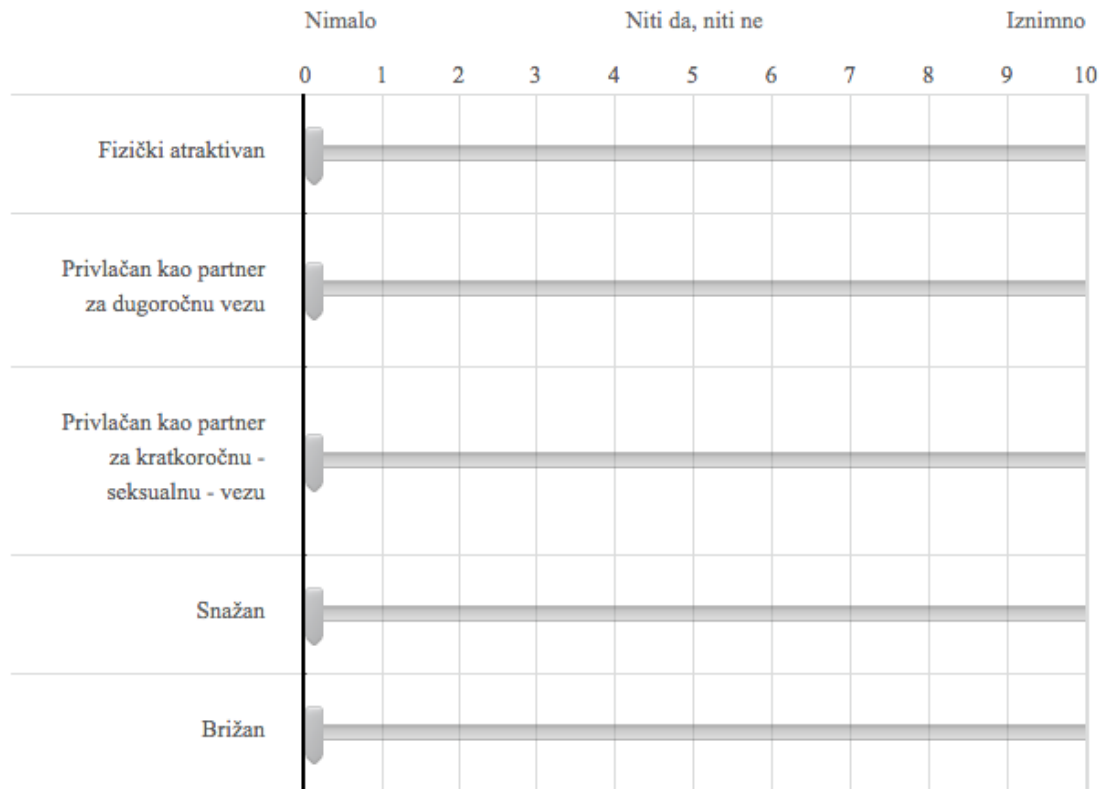 Nimalo Niti da, niti ne Iznimno
0 1 2 3 4 5 6 7 8 9 10
Fizički atraktivan
Privlačan kao partner
za dugoročnu vezu
Privlačan kao partner
za kratkoročnu -
seksualnu - vezu
Snažan
Brižan